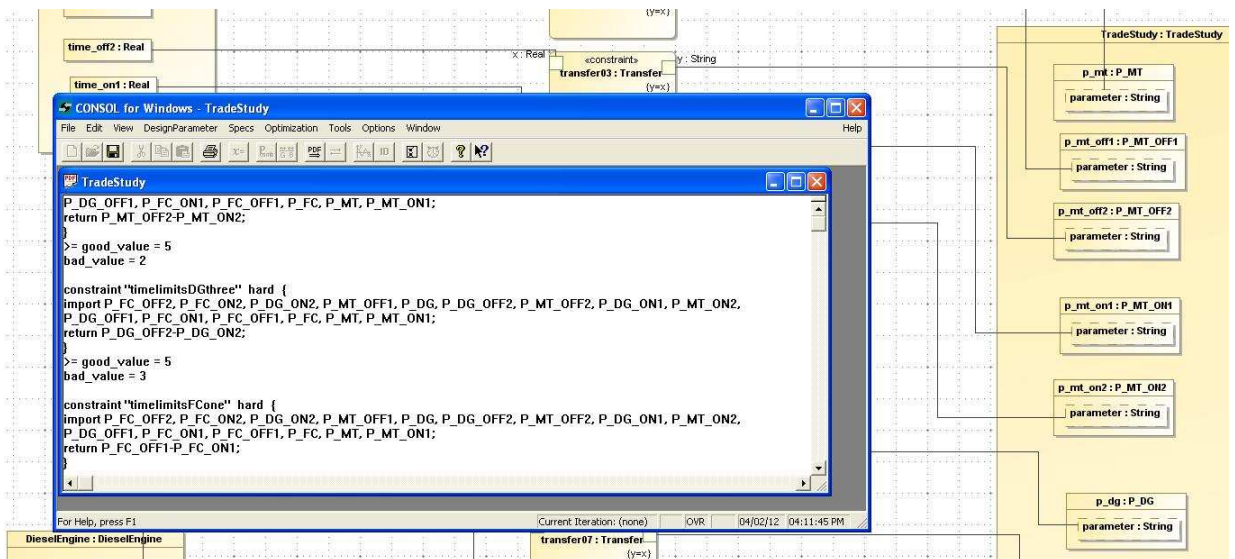 {y=x}
TradeStudy : TradeStudy
time_off2 : Real
x : Real
«constraint»
y : String
transfer03 : Transfer
{y=x}
time_on1 : Real
p_mt : P_MT
parameter : String
CONSOL for Windows - TradeStudy
File Edit View DesignParameter Specs Optimization Tools Options Window Help
PDF
TradeStudy
P_DG_OFF1, P_FC_ON1, P_FC_OFF1, P_FC, P_MT, P_MT_ON1;
return P_MT_OFF2-P_MT_ON2;
}
>= good_value = 5
bad_value = 2
constraint "timelimitsDGthree" hard {
import P_FC_OFF2, P_FC_ON2, P_DG_ON2, P_MT_OFF1, P_DG, P_DG_OFF2, P_MT_OFF2, P_DG_ON1, P_MT_ON2,
P_DG_OFF1, P_FC_ON1, P_FC_OFF1, P_FC, P_MT, P_MT_ON1;
return P_DG_OFF2-P_DG_ON2;
}
>= good_value = 5
bad_value = 3
constraint "timelimitsFCone" hard {
import P_FC_OFF2, P_FC_ON2, P_DG_ON2, P_MT_OFF1, P_DG, P_DG_OFF2, P_MT_OFF2, P_DG_ON1, P_MT_ON2,
P_DG_OFF1, P_FC_ON1, P_FC_OFF1, P_FC, P_MT, P_MT_ON1;
return P_FC_OFF1-P_FC_ON1;
}
For Help, press F1
Current Iteration: (none)
OVR
04/02/12
04:11:45 PM
p_mt_off1 : P_MT_OFF1
parameter : String
p_mt_off2 : P_MT_OFF2
parameter : String
p_mt_on1 : P_MT_ON1
parameter : String
p_mt_on2 : P_MT_ON2
parameter : String
p_dg : P_DG
parameter : String
DieselEngine : DieselEngine
transfer07 : Transfer
{y=x}